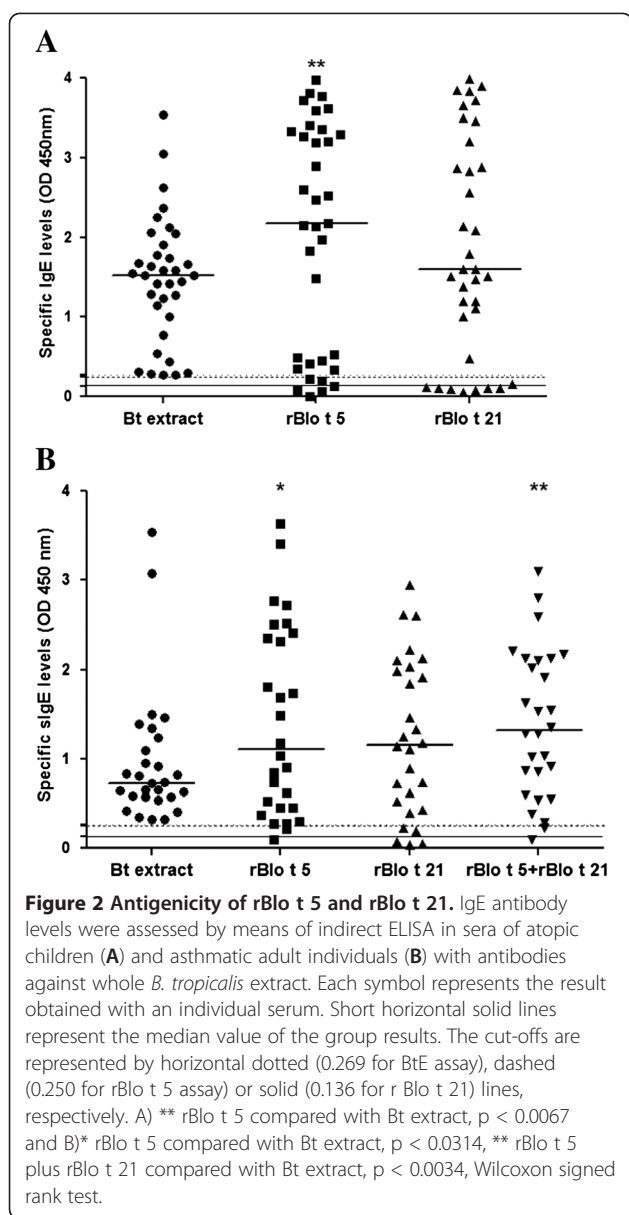 A
**
4
3
2
1
0
Specific IgE levels (OD 450nm)
Bt extract rBlo t 5 rBlo t 21
B
* **
4
3
2
1
0
Specific sIgE levels (OD 450 nm)
Bt extract rBlo t 5 rBlo t 21 rBlo t 5+rBlo t 21
Figure 2 Antigenicity of rBlo t 5 and rBlo t 21. IgE antibody
levels were assessed by means of indirect ELISA in sera of atopic
children (A) and asthmatic adult individuals (B) with antibodies
against whole B. tropicalis extract. Each symbol represents the result
obtained with an individual serum. Short horizontal solid lines
represent the median value of the group results. The cut-offs are
represented by horizontal dotted (0.269 for BtE assay), dashed
(0.250 for rBlo t 5 assay) or solid (0.136 for r Blo t 21) lines,
respectively. A) ** rBlo t 5 compared with Bt extract, p < 0.0067
and B)* rBlo t 5 compared with Bt extract, p < 0.0314, ** rBlo t 5
plus rBlo t 21 compared with Bt extract, p < 0.0034, Wilcoxon signed
rank test.